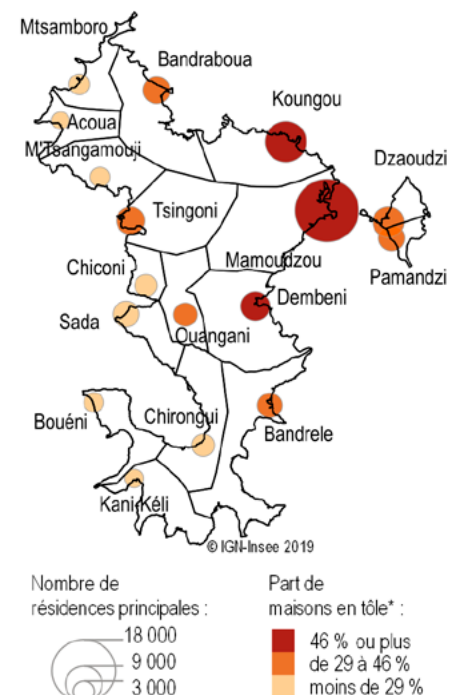 Mtsamboro
Bandraboua
Koungou
Acoua
Dzaoudzi
M'Tsangamouji
Tsingoni
Mamoudzou
Pamandzi
Chiconi
Dembeni
Sada
Ouangani
Bouéni
Chirongui
Bandrele
Kani-Kéli
© IGN-Insee 2019
Nombre de
résidences principales :
18 000
9 000
3 000
Part de
maisons en tôle* :
46 % ou plus
de 29 à 46 %
moins de 29 %